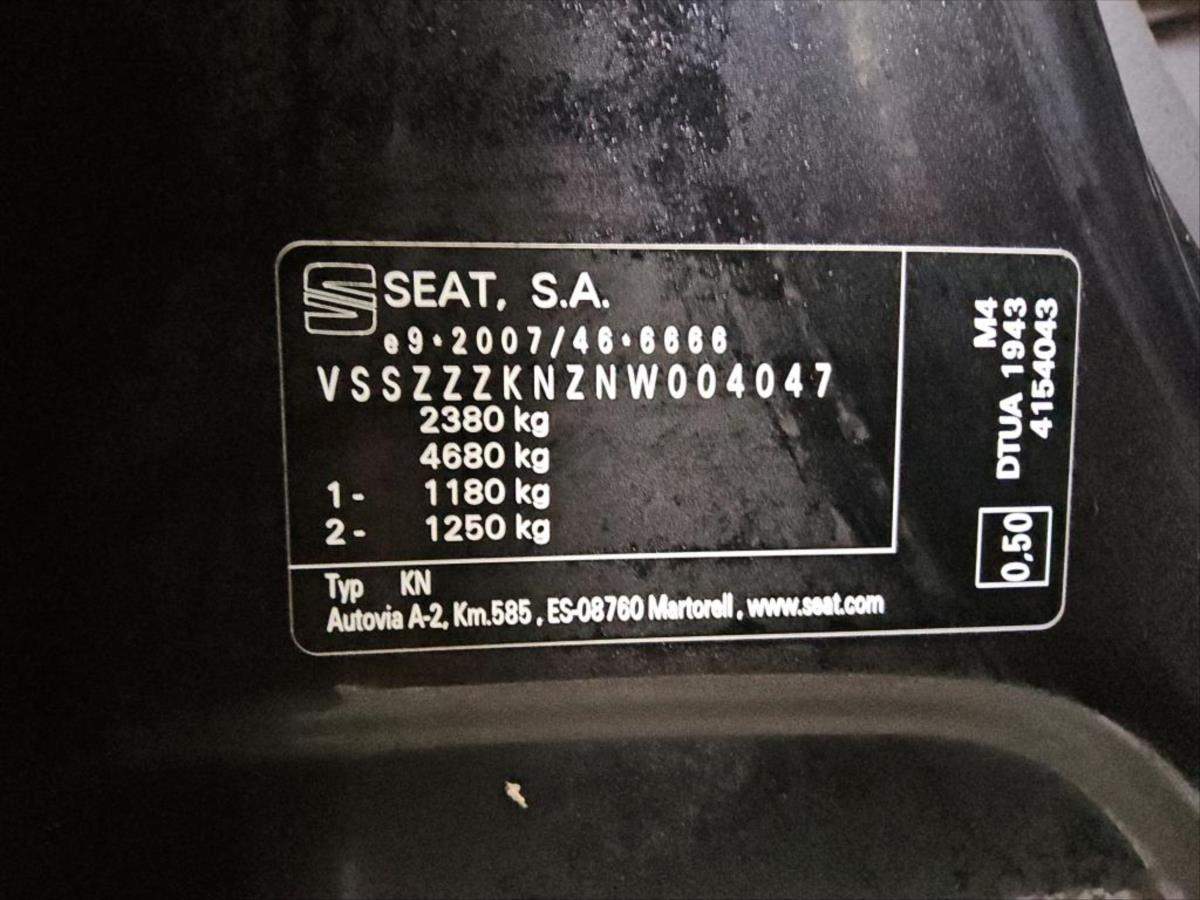 SEAT, S.A.
e9*2007/46*6666
VSSZZZKNZNW004047
2380 kg
4680 kg
1- 1180 kg
2- 1250 kg
Typ KN
Autovia A-2, Km.585 , ES-08760 Martorell , www.seat.com
M4
DTUA 1943
4154043
0,50